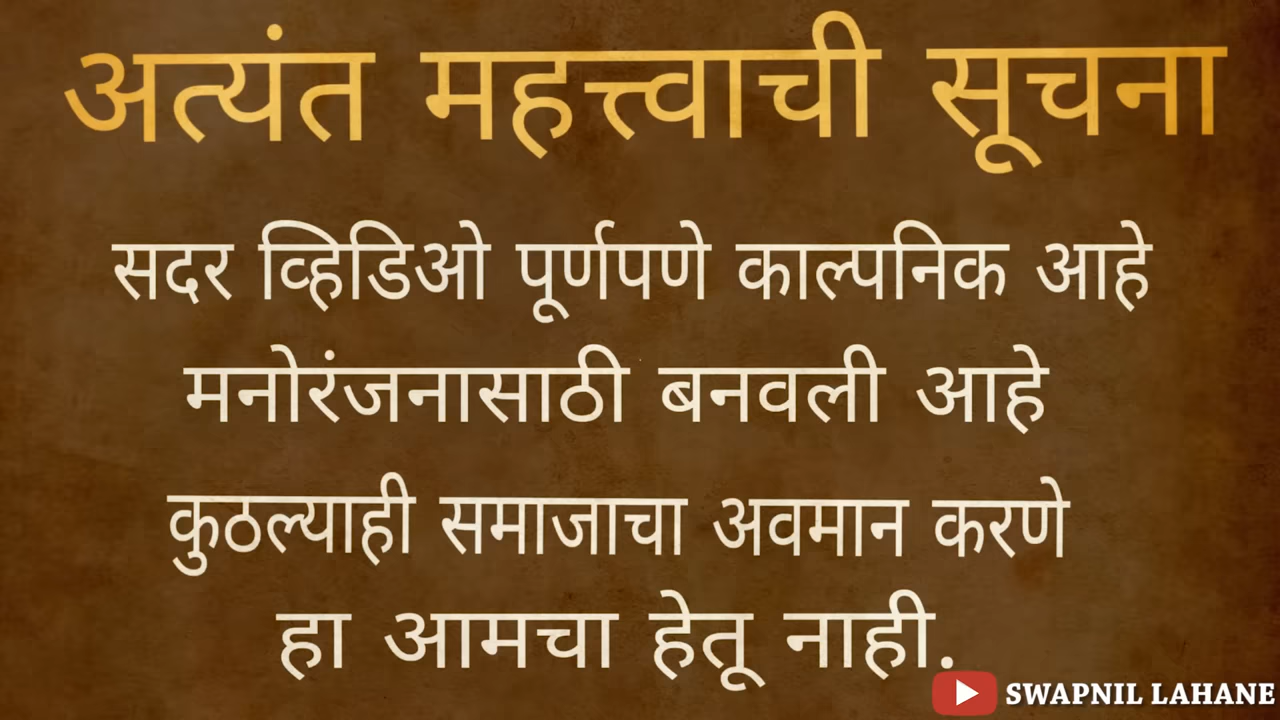 अत्यंत महत्त्वाची सूचना
सदर व्हिडिओ पूर्णपणे काल्पनिक आहे
मनोरंजनासाठी बनवली आहे
कुठल्याही समाजाचा अवमान करणे
हा आमचा हेतू नाही.
SWAPNIL LAHANE